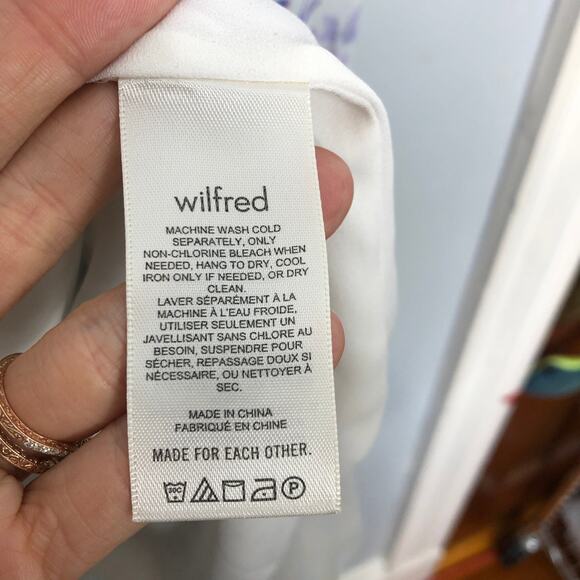 wilfred
MACHINE WASH COLD
SEPARATELY, ONLY
NON-CHLORINE BLEACH WHEN
NEEDED, HANG TO DRY, COOL
IRON ONLY IF NEEDED, OR DRY
CLEAN.
LAVER SÉPARÉMENT À LA
MACHINE À L'EAU FROIDE,
UTILISER SEULEMENT UN
JAVELLISANT SANS CHLORE AU
BESOIN, SUSPENDRE POUR
SÉCHER, REPASSAGE DOUX SI
NÉCESSAIRE, OU NETTOYER À
SEC.
MADE IN CHINA
FABRIQUÉ EN CHINE
MADE FOR EACH OTHER.
30C P